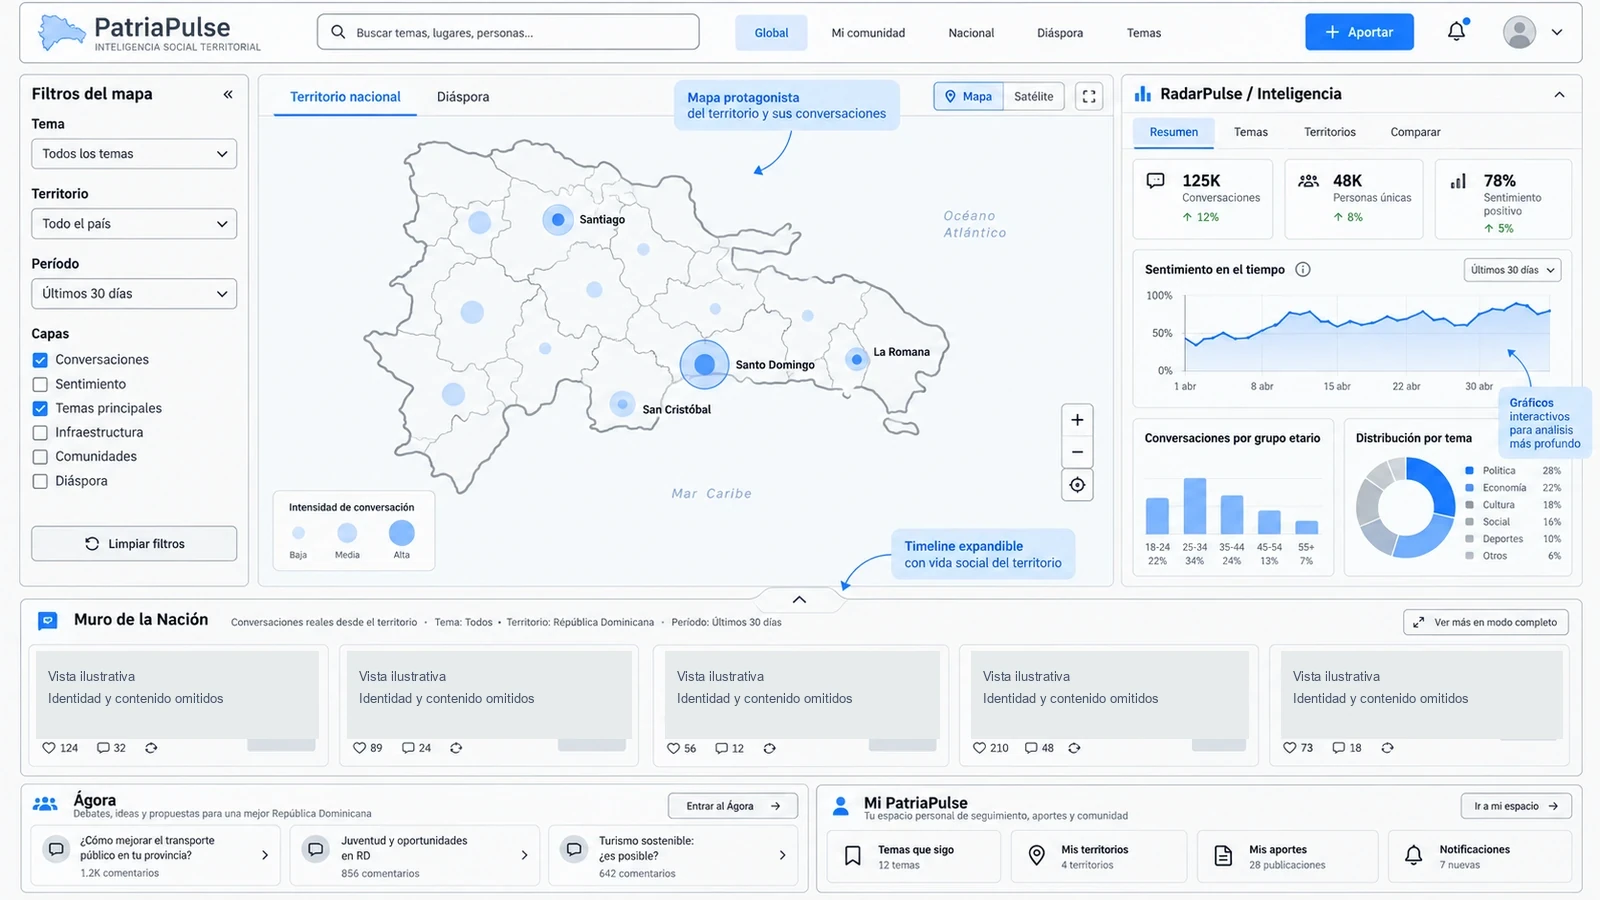 PatriaPulse
INTELIGENCIA SOCIAL TERRITORIAL
Buscar temas, lugares, personas...
Global
Mi comunidad
Nacional
Diáspora
Temas
Aportar
Filtros del mapa
Tema
Todos los temas
Territorio
Todo el país
Período
Últimos 30 días
Capas
Conversaciones
Sentimiento
Temas principales
Infraestructura
Comunidades
Diáspora
Limpiar filtros
Territorio nacional
Diáspora
Mapa protagonista
del territorio y sus conversaciones
Mapa
Satélite
Océano
Atlántico
Santiago
La Romana
Santo Domingo
San Cristóbal
Mar Caribe
Intensidad de conversación
Baja
Media
Alta
Timeline expandible
con vida social del territorio
RadarPulse / Inteligencia
Resumen
Temas
Territorios
Comparar
125K
Conversaciones
↑ 12%
48K
Personas únicas
↑ 8%
78%
Sentimiento
positivo
↑ 5%
Sentimiento en el tiempo
Últimos 30 días
100%
50%
0%
1 abr
8 abr
15 abr
22 abr
30 abr
Gráficos
interactivos
para análisis
más profundo
Conversaciones por grupo etario
18-24
22%
25-34
34%
35-44
24%
45-54
13%
55+
7%
Distribución por tema
Política 28%
Economía 22%
Cultura 18%
Social 16%
Deportes 10%
Otros 6%
Muro de la Nación
Conversaciones reales desde el territorio · Tema: Todos • Territorio: República Dominicana · Período: Últimos 30 días
Ver más en modo completo
Vista ilustrativa
Identidad y contenido omitidos
124 32
Vista ilustrativa
Identidad y contenido omitidos
89 24
Vista ilustrativa
Identidad y contenido omitidos
56 12
Vista ilustrativa
Identidad y contenido omitidos
210 48
Vista ilustrativa
Identidad y contenido omitidos
73 18
Ágora
Debates, ideas y propuestas para una mejor República Dominicana
Entrar al Ágora →
¿Cómo mejorar el transporte
público en tu provincia?
1.2K comentarios
Juventud y oportunidades
en RD
856 comentarios
Turismo sostenible:
¿es posible?
642 comentarios
Mi PatriaPulse
Tu espacio personal de seguimiento, aportes y comunidad
Ir a mi espacio →
Temas que sigo
12 temas
Mis territorios
4 territorios
Mis aportes
28 publicaciones
Notificaciones
7 nuevas